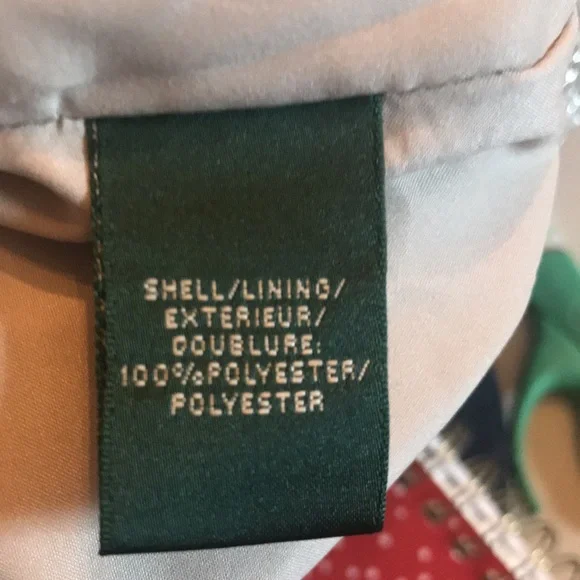 SHELL/LINING/
EXTERIEUR/
DOUBLURE:
100%POLYESTER/
POLYESTER